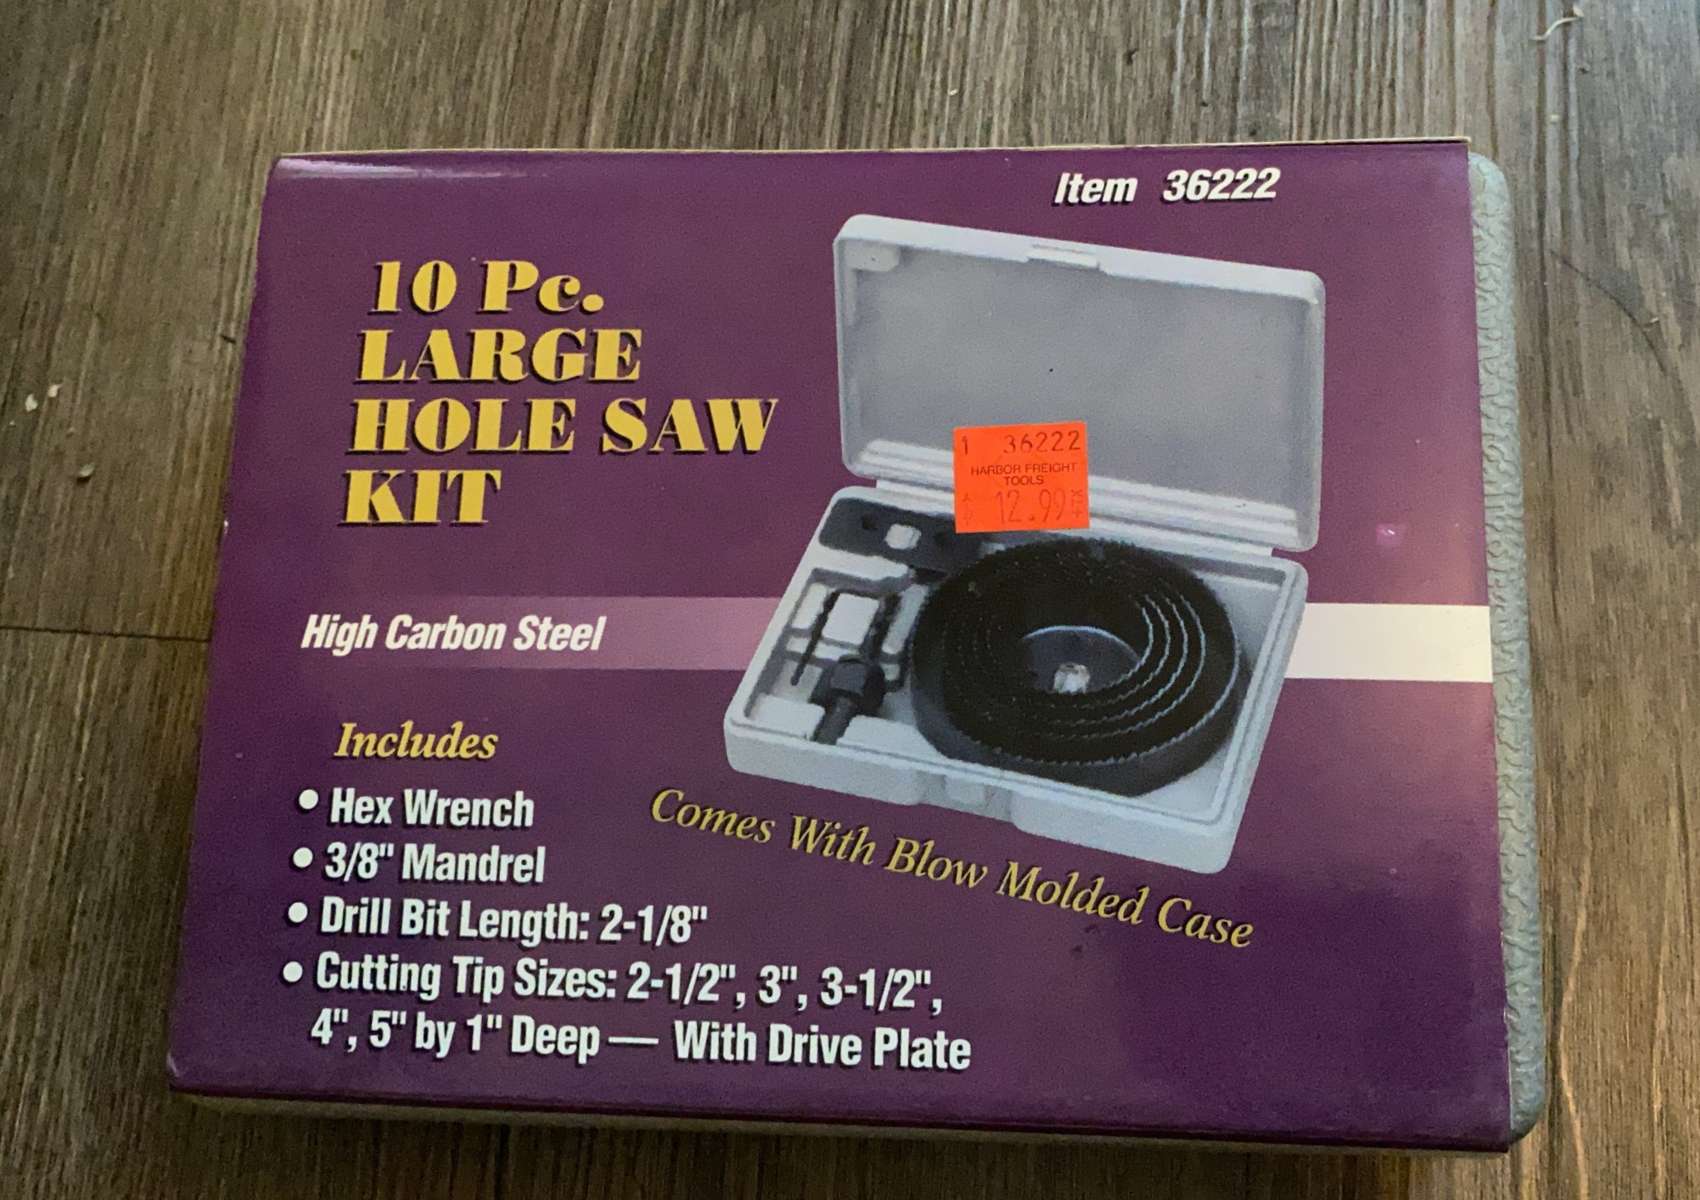 Item 36222
10 Pc.
LARGE
HOLE SAW
KIT
1 36222
HARBOR FREIGHT
TOOLS
12.99
High Carbon Steel
Includes
• Hex Wrench
• 3/8" Mandrel
• Drill Bit Length: 2-1/8"
• Cutting Tip Sizes: 2-1/2", 3", 3-1/2",
4", 5" by 1" Deep — With Drive Plate
Comes With Blow Molded Case